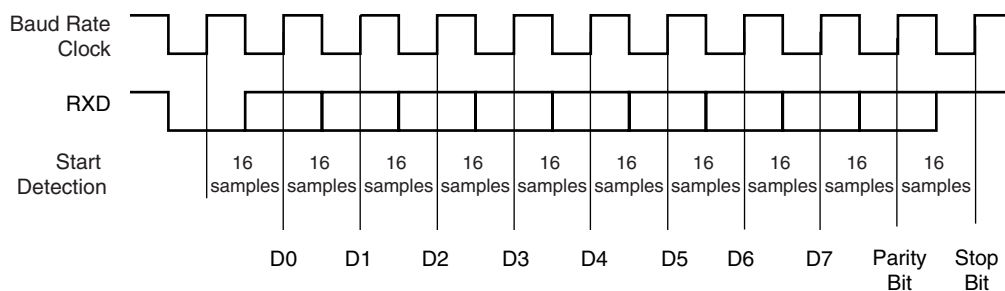 Baud Rate
Clock
RXD
Start
Detection
16 16 16 16 16 16 16 16 16 16
samples samples samples samples samples samples samples samples samples samples
D0 D1 D2 D3 D4 D5 D6 D7 Parity Stop
Bit Bit